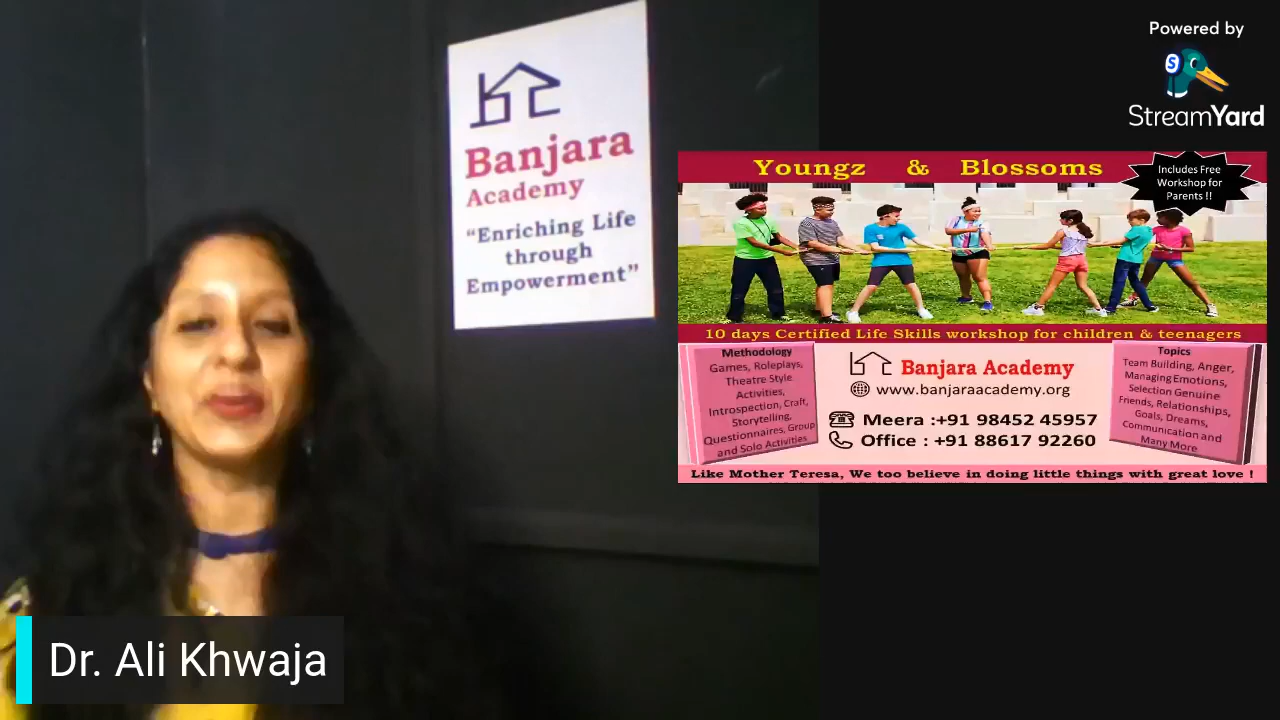 Powered by
StreamYard
Banjara
Academy
“Enriching Life
through
Empowerment”
Youngz & Blossoms
Includes Free
Workshop for
Parents !!
10 days Certified Life Skills workshop for children & teenagers
Methodology
Games, Roleplays,
Theatre Style
Activities,
Introspection, Craft,
Storytelling,
Questionnaires, Group
and Solo Activities
Banjara Academy
www.banjaraacademy.org
Meera :+91 98452 45957
Office : +91 88617 92260
Topics
Team Building, Anger,
Managing Emotions,
Selection Genuine
Friends, Relationships,
Goals, Dreams,
Communication and
Many More
Like Mother Teresa, We too believe in doing little things with great love !
Dr. Ali Khwaja